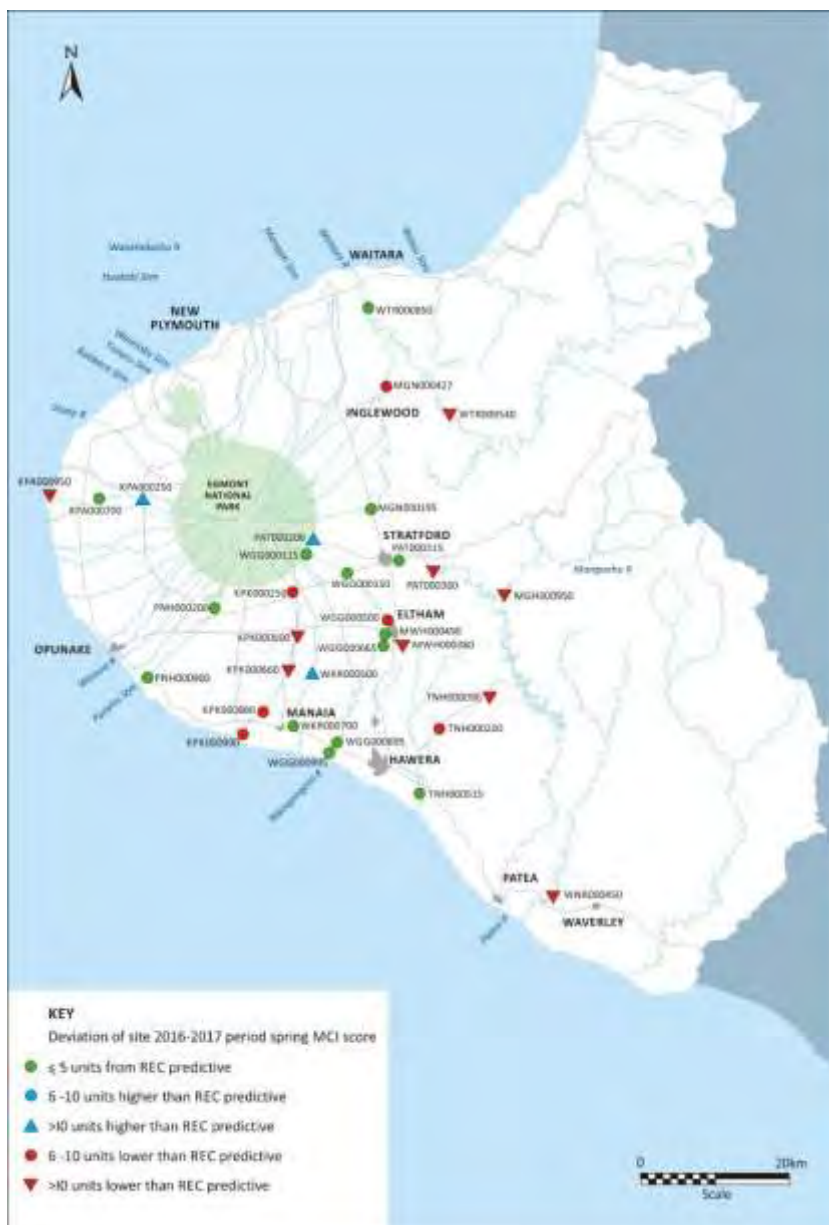 N
WAITARA
NEW
PLYMOUTH
WTR000850
MGN000427
INGLEWOOD
WTR000540
KPA000950
KPA000250
KPA000700
EGMONT
NATIONAL
PARK
MGN000195
PAT000200
STRATFORD
WGG000115
PAT000315
WGG000150
PAT000360
MGH000950
KPK000250
PNH000200
WGG000500
ELTHAM
MWH000490
MWH000380
WGG000665
KPK000500
OPUNAKE
KPK000660
WKR000500
PNH000900
TNH000090
KPK000880
MANAIA
WKR000700
TNH000200
KPK000990
WGG000895
WGG000995
HAWERA
TNH000515
PATEA
WNR000450
WAVERLEY
KEY
Deviation of site 2016-2017 period spring MCI score
≤ 5 units from REC predictive
6 -10 units higher than REC predictive
>10 units higher than REC predictive
6 -10 units lower than REC predictive
>10 units lower than REC predictive
0 20km
Scale